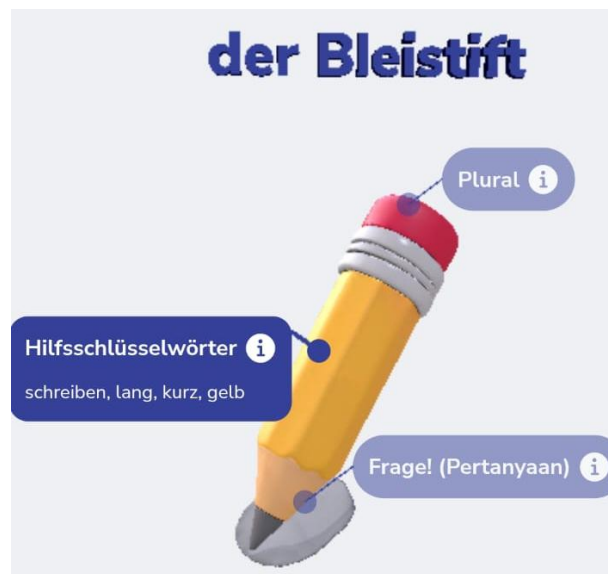 der Bleistift
Plural
Hilfsschlüsselwörter
schreiben, lang, kurz, gelb
Frage! (Pertanyaan)